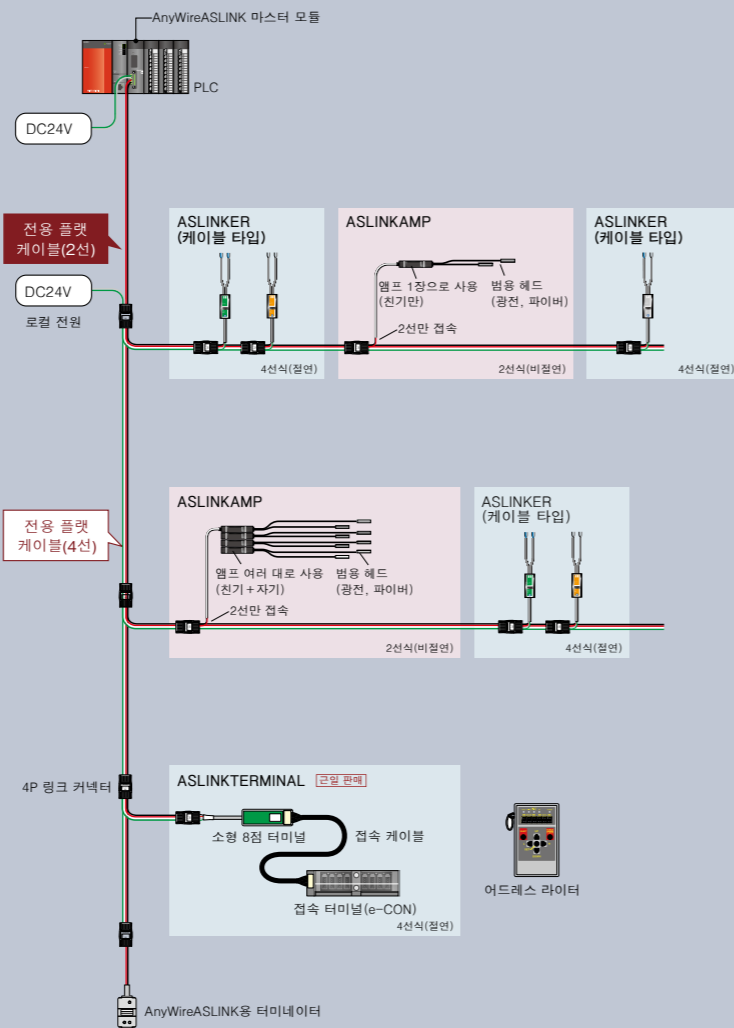 AnyWireASLINK 마스터 모듈
PLC
DC24V
전용 플랫
케이블(2선)
DC24V
로컬 전원
ASLINKER
(케이블 타입)
4선식(절연)
ASLINKAMP
앰프 1장으로 사용
(친기만)
범용 헤드
(광전, 파이버)
2선만 접속
2선식(비절연)
ASLINKER
(케이블 타입)
4선식(절연)
전용 플랫
케이블(4선)
ASLINKAMP
앰프 여러 대로 사용
(친기+자기)
범용 헤드
(광전, 파이버)
2선만 접속
2선식(비절연)
ASLINKER
(케이블 타입)
4선식(절연)
4P 링크 커넥터
ASLINKTERMINAL 근일 판매
소형 8점 터미널
접속 케이블
접속 터미널(e-CON)
4선식(절연)
어드레스 라이터
AnyWireASLINK용 터미네이터